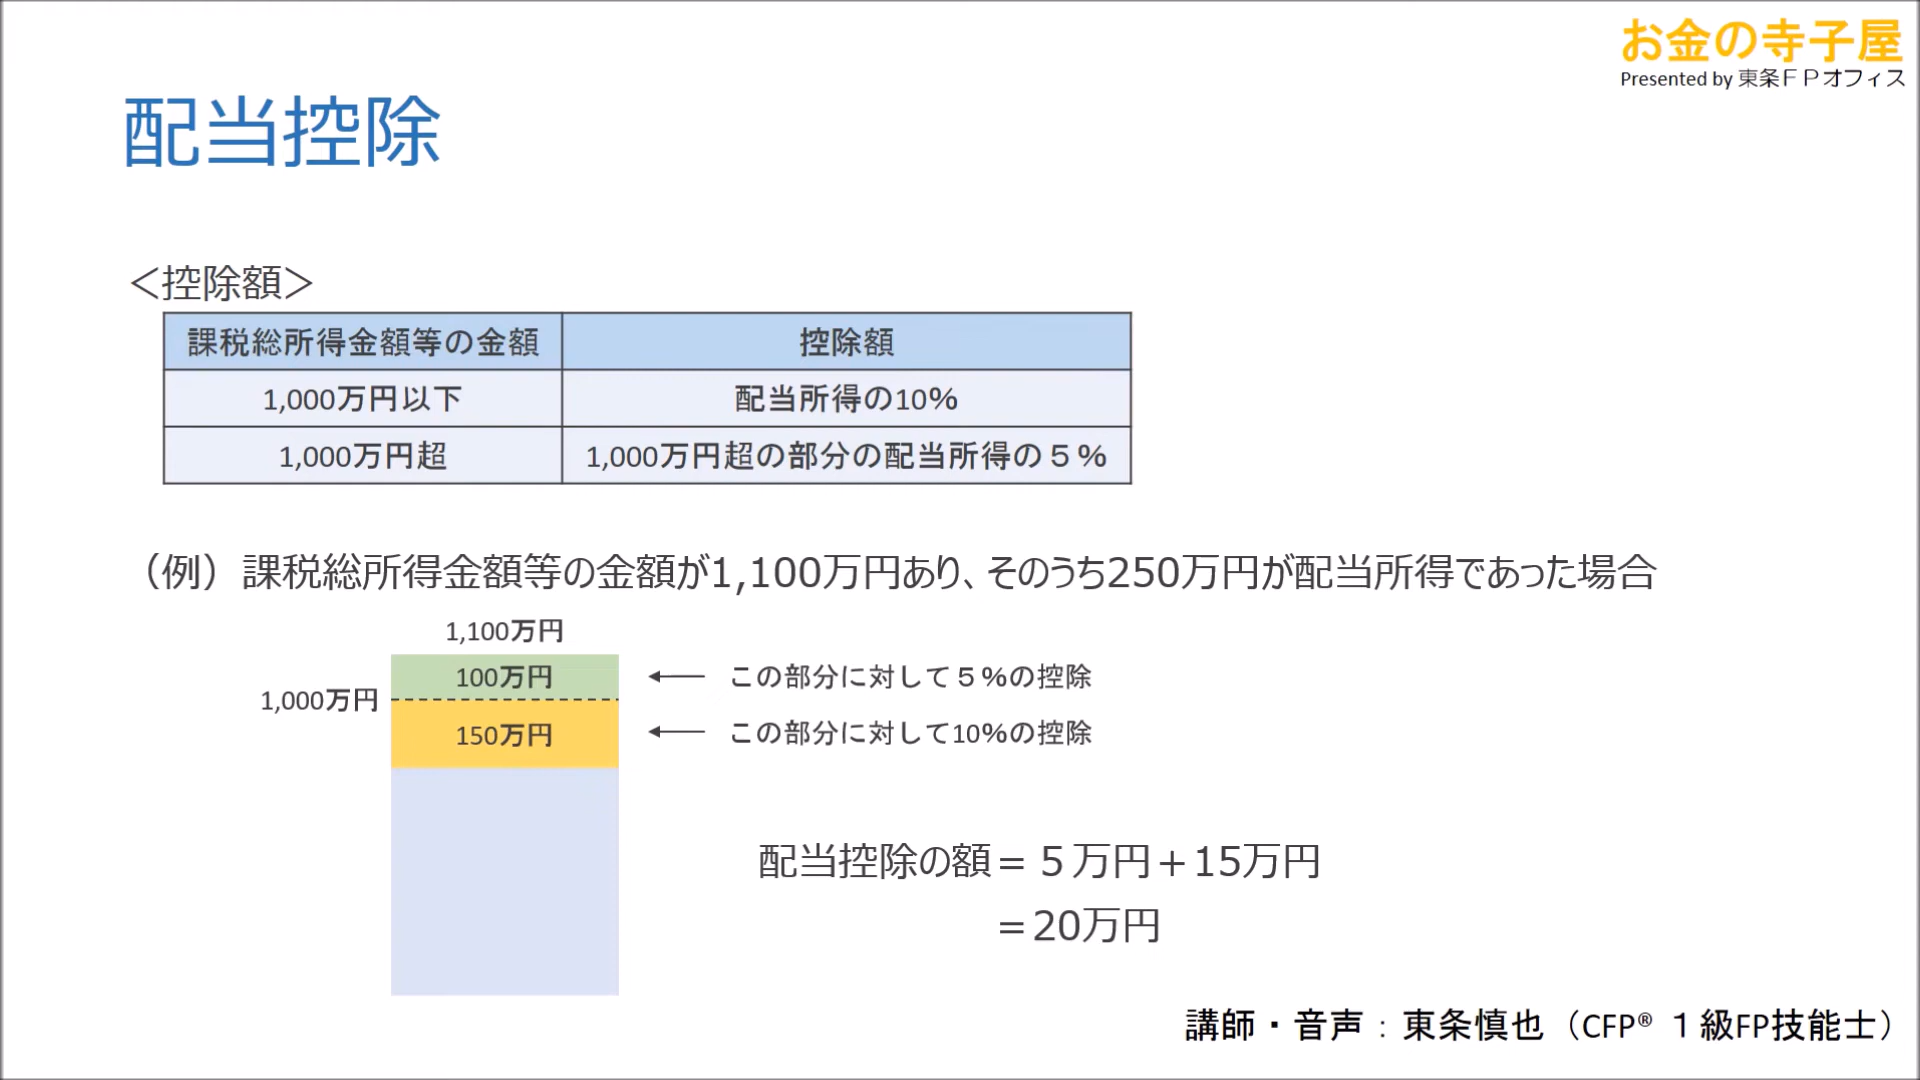 お金の寺子屋
Presented by 東条ＦＰオフィス
配当控除
＜控除額＞
課税総所得金額等の金額 控除額
1,000万円以下 配当所得の10%
1,000万円超 1,000万円超の部分の配当所得の５%
（例）課税総所得金額等の金額が1,100万円あり、そのうち250万円が配当所得であった場合
1,100万円
100万円 この部分に対して５%の控除
1,000万円
150万円 この部分に対して10%の控除
配当控除の額＝５万円＋15万円
＝20万円
講師・音声：東条慎也（CFP® １級FP技能士）